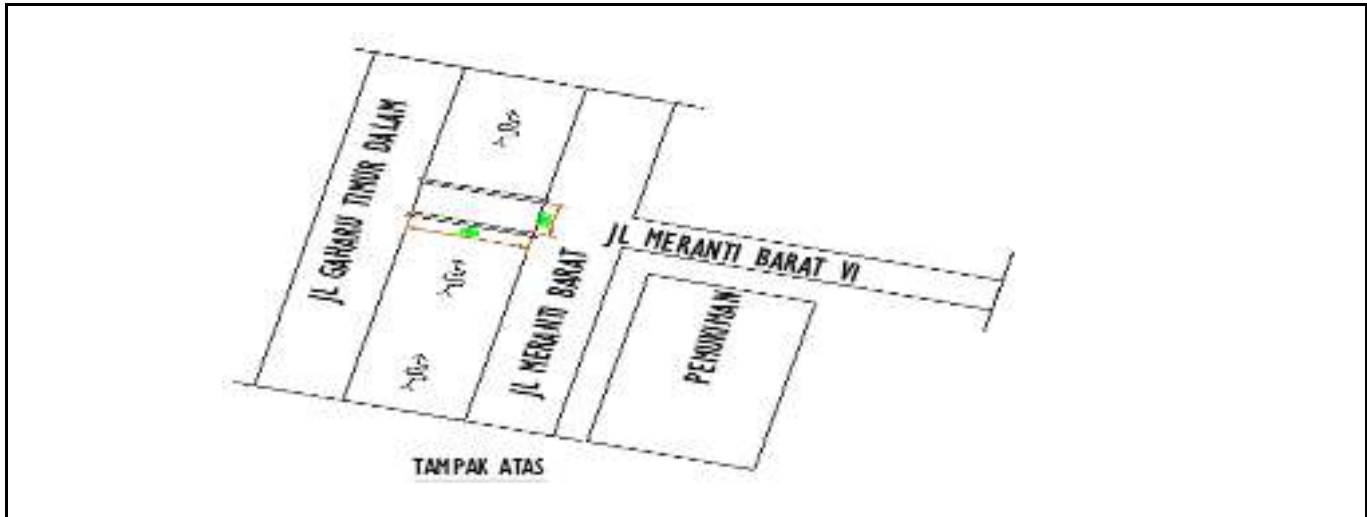 JL GAHARU TIMUR DALAM
JL MERANTI BARAT
JL MERANTI BARAT VI
PEMUKIMAN
TAMPAK ATAS